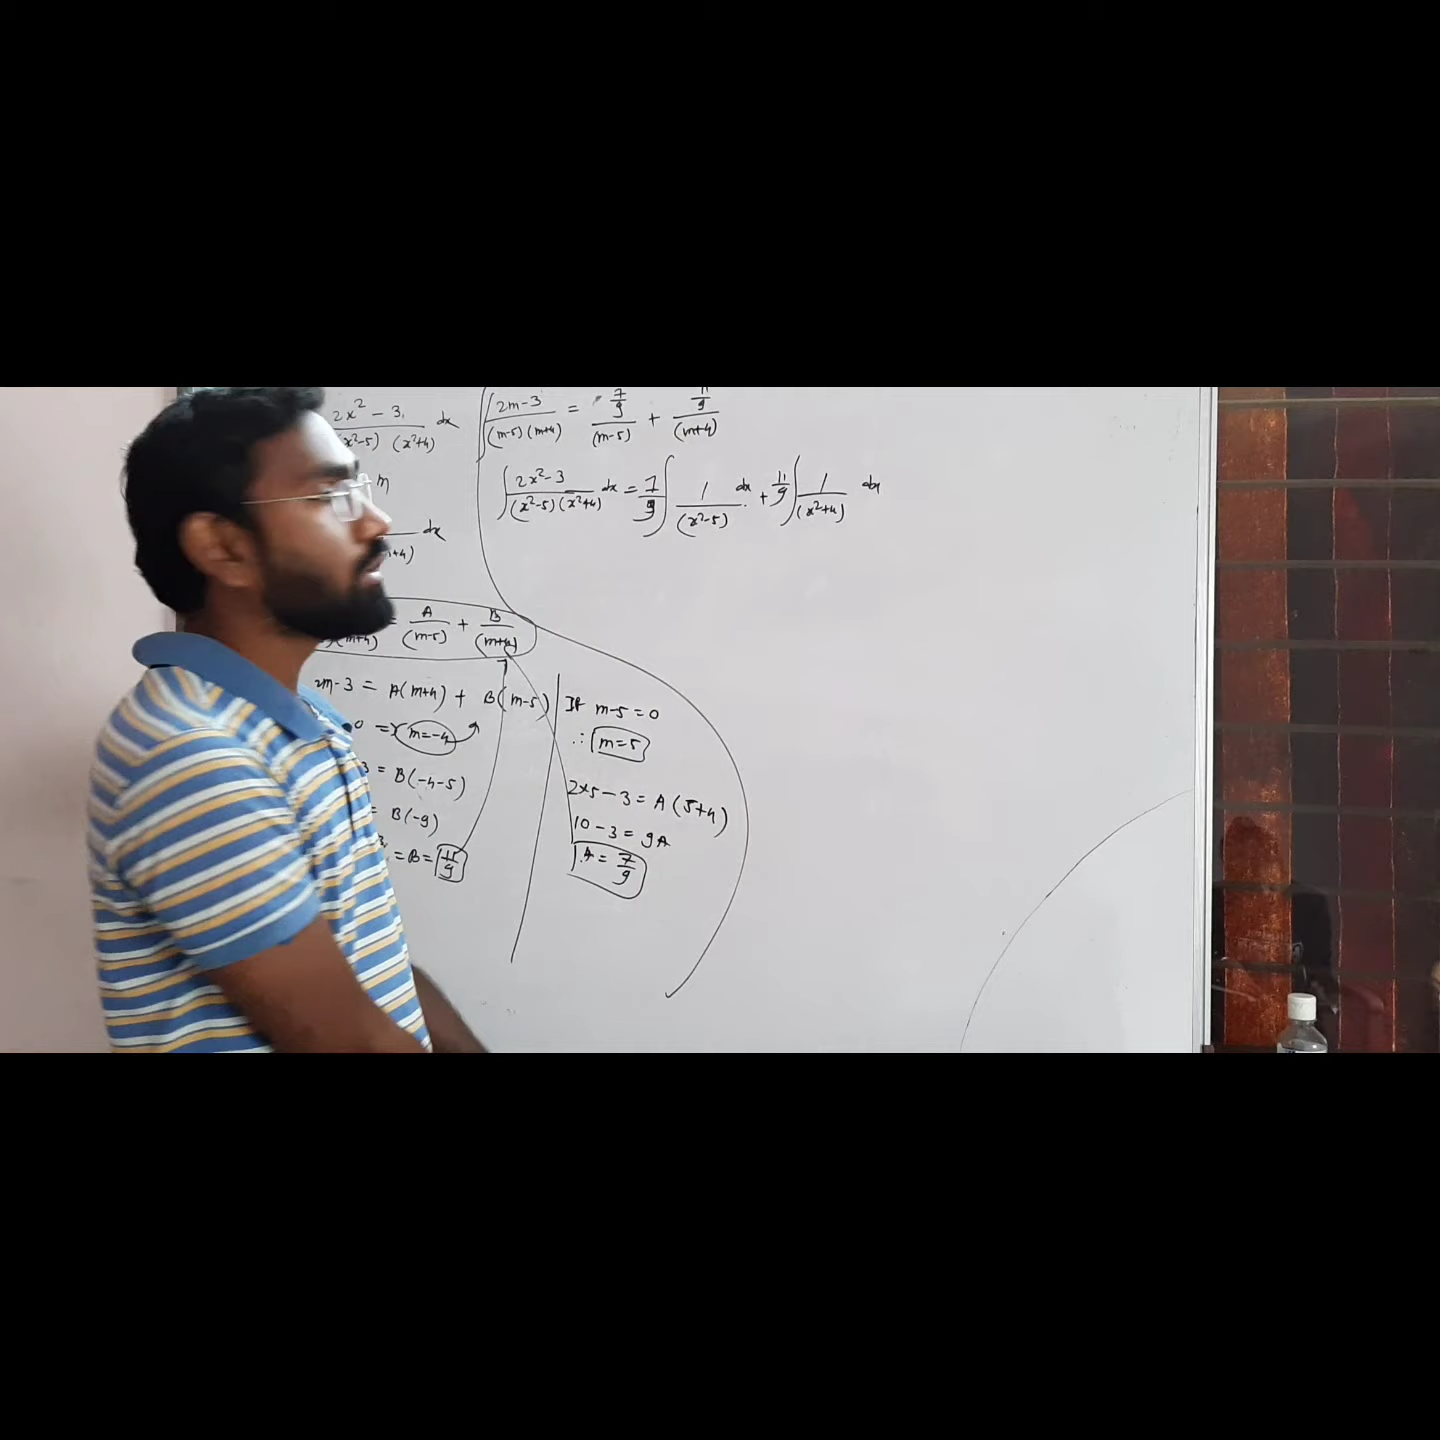 2x² - 3 / (x²-5) (x²+4) dx
m
dx
= A/(m-5) + B/(m+4)
2m-3 = A(m+4) + B(m-5)
0 => m=-4
3 = B(-4-5)
= B(-9)
= B = 11/9
If m-5=0
∴ m=5
2×5-3 = A(5+4)
10-3 = 9A
A = 7/9
∫ 2m-3 / (m-5)(m+4) = 7/9 / (m-5) + 11/9 / (m+4)
∫ 2x²-3 / (x²-5)(x²+4) dx = 7/9 ∫ 1/(x²-5) dx + 11/9 ∫ 1/(x²+4) dx